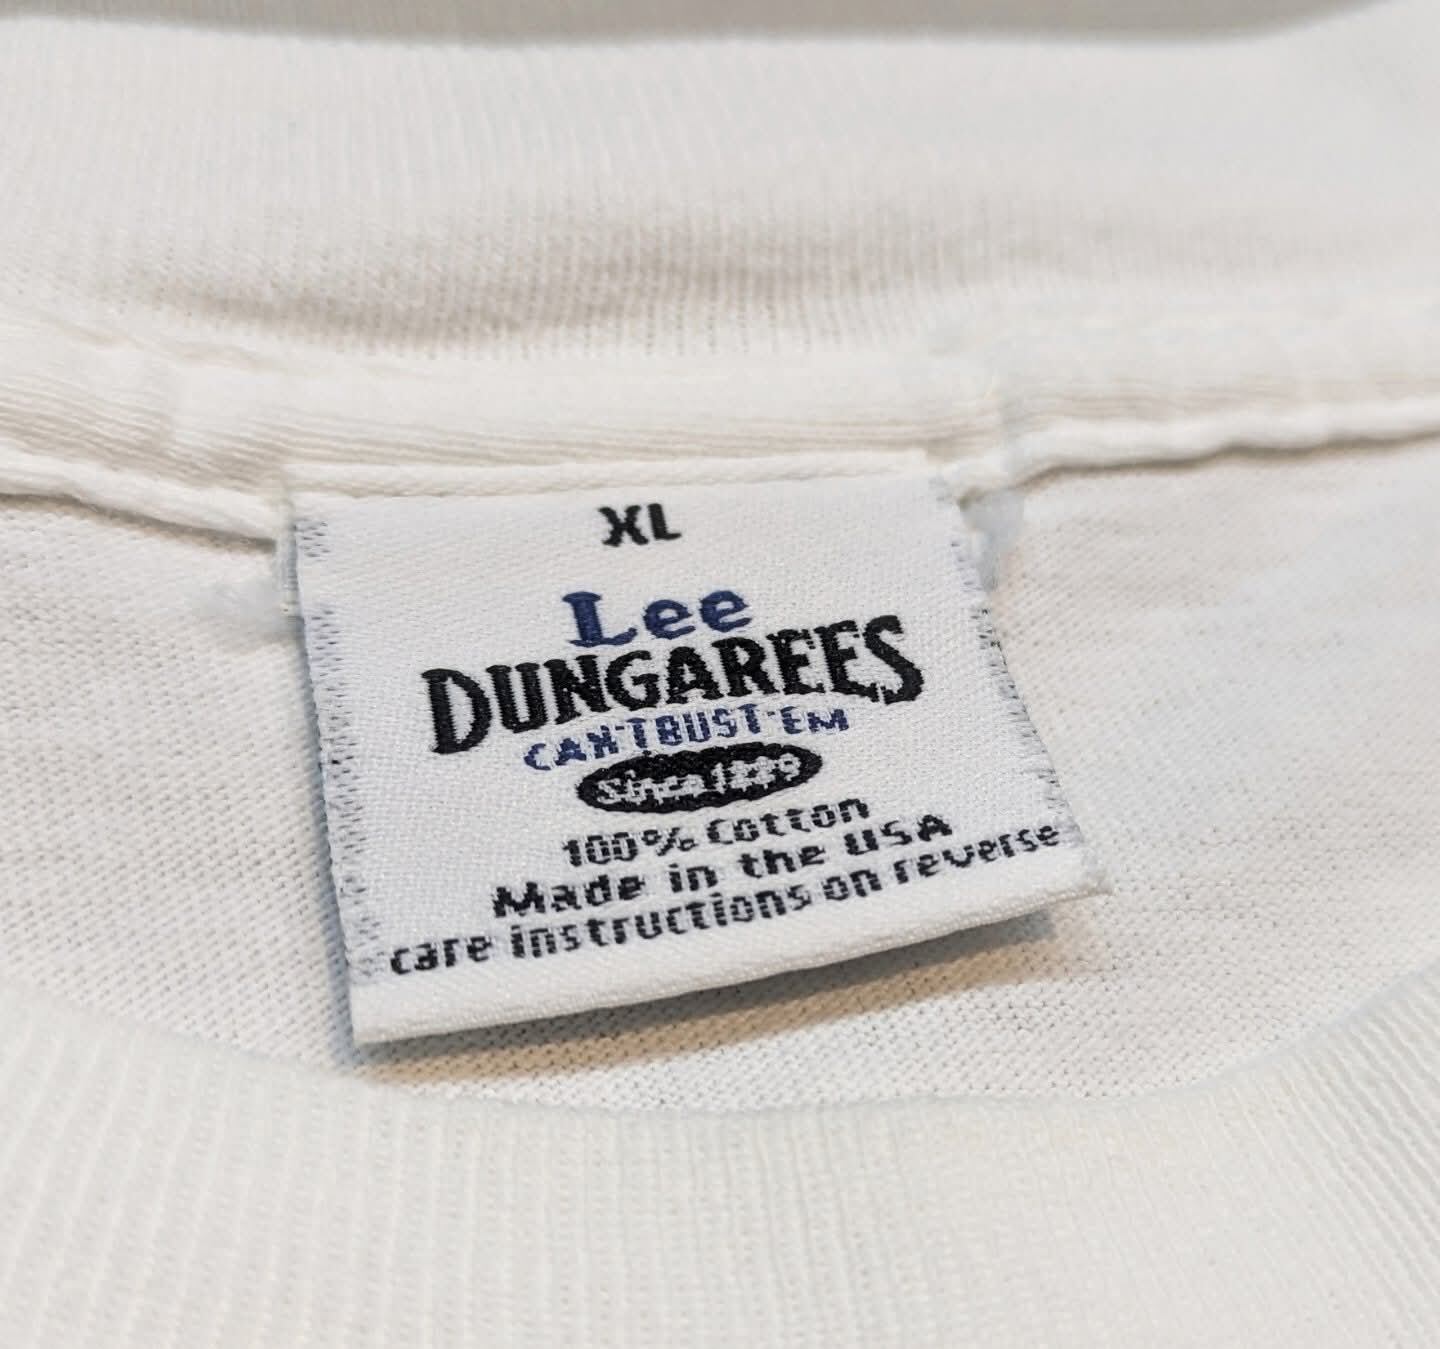 XL
Lee
DUNGAREES
CAN'T BUST 'EM
Since 1889
100% Cotton
Made in the USA
care instructions on reverse